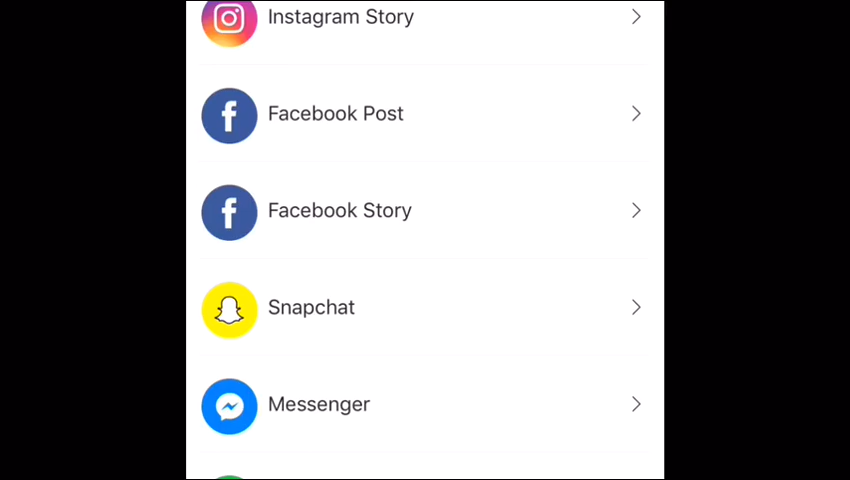 Instagram Story
Facebook Post
Facebook Story
Snapchat
Messenger